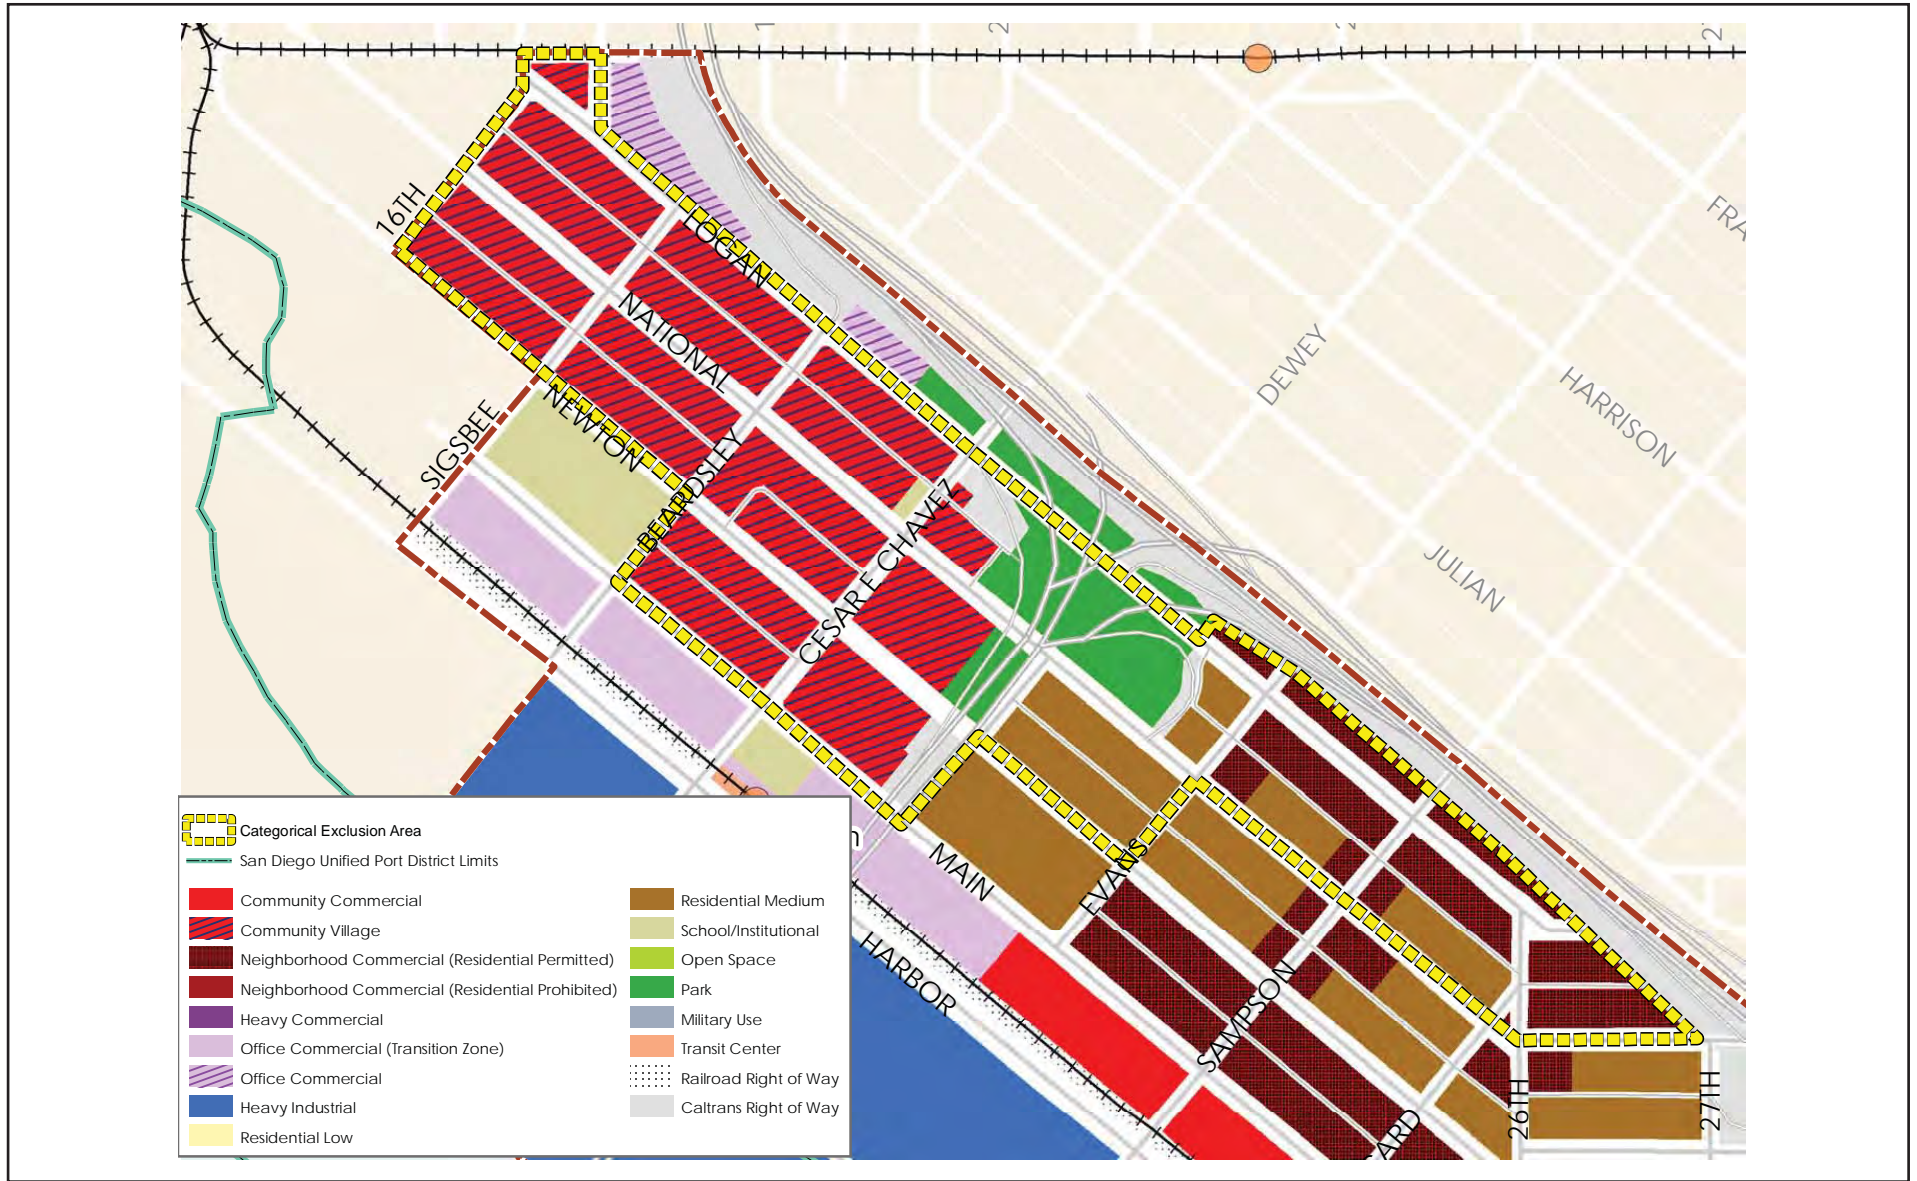 16TH
LOGAN
FRA
NATIONAL
DEWEY
HARRISON
SIGSBEE
NEWTON
BEARDSLEY
CESAR E CHAVEZ
JULIAN
MAIN
EVANS
HARBOR
SAMPSON
26TH
27TH
ARD
Categorical Exclusion Area
San Diego Unified Port District Limits
Community Commercial
Community Village
Neighborhood Commercial (Residential Permitted)
Neighborhood Commercial (Residential Prohibited)
Heavy Commercial
Office Commercial (Transition Zone)
Office Commercial
Heavy Industrial
Residential Low
Residential Medium
School/Institutional
Open Space
Park
Military Use
Transit Center
Railroad Right of Way
Caltrans Right of Way